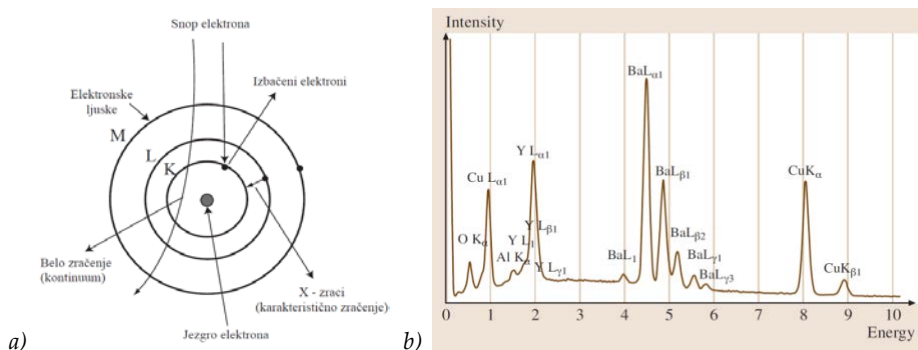 Snop elektrona
Izbačeni elektroni
Elektronske
ljuske
M
L
K
Belo zračenje
(kontinuum)
X - zraci
(karakteristično zračenje)
Jezgro elektrona
a)
b)
Intensity
BaLα1
Y Lα1
Cu Lα1
CuKα
BaLβ1
O Kα
Y Lβ1
Y L1
Al Kα
Y Lγ1
BaLβ2
BaL1
BaLγ1
BaLγ3
CuKβ1
0 1 2 3 4 5 6 7 8 9 10
Energy